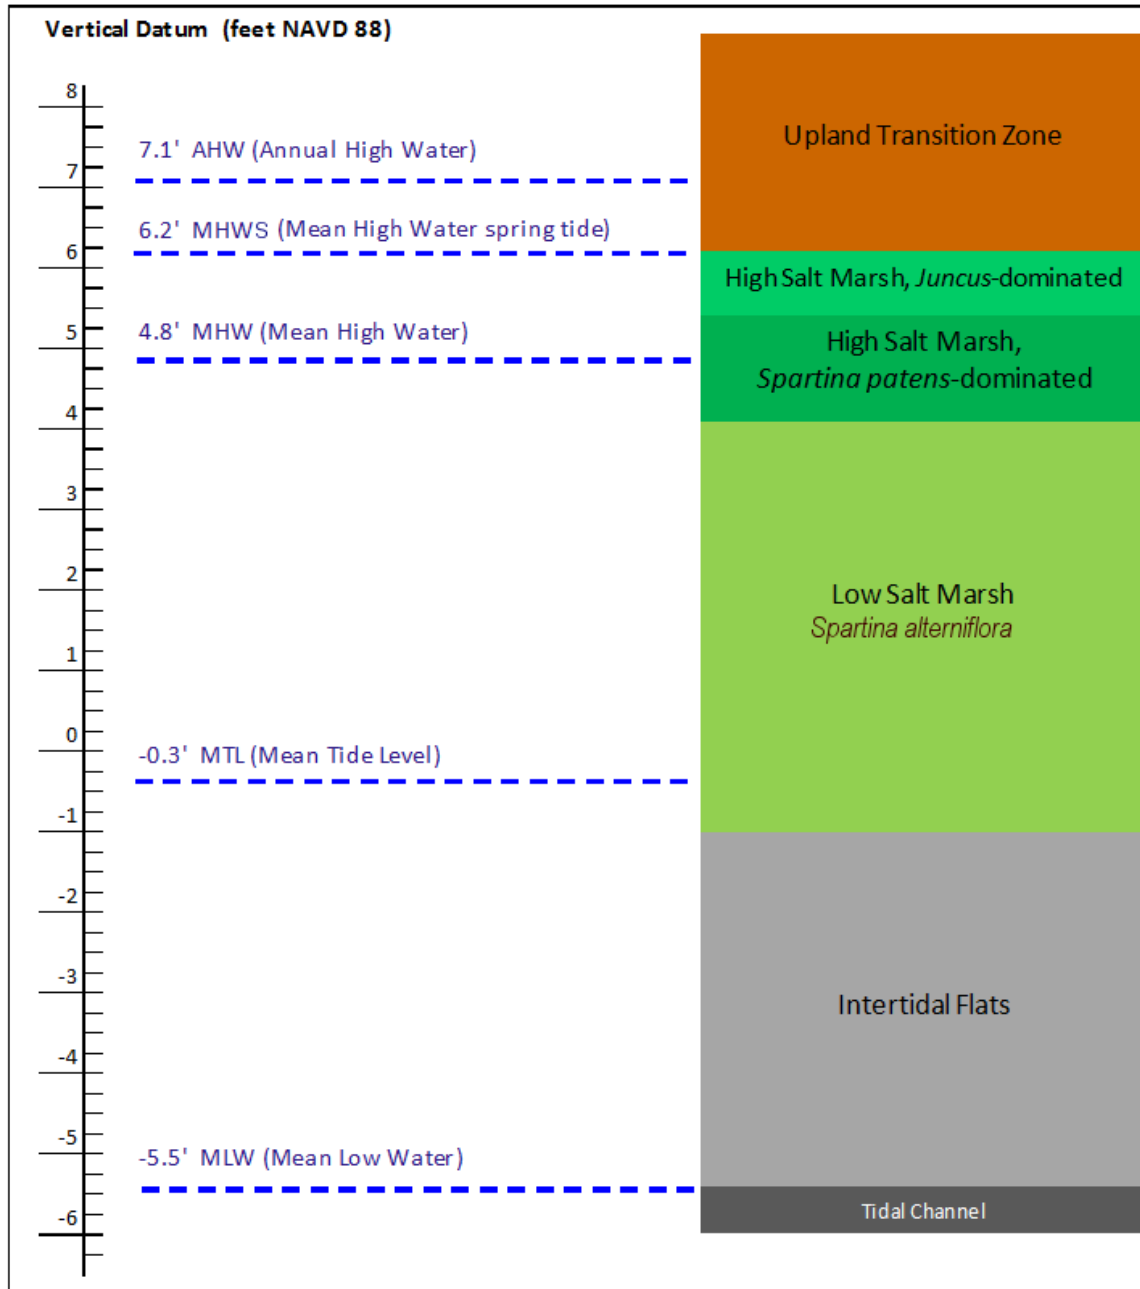 Vertical Datum (feet NAVD 88)
8
7.1' AHW (Annual High Water)
Upland Transition Zone
7
6.2' MHWS (Mean High Water spring tide)
6
High Salt Marsh, Juncus-dominated
5
4.8' MHW (Mean High Water)
High Salt Marsh,
Spartina patens-dominated
4
3
2
Low Salt Marsh
Spartina alterniflora
1
0
-0.3' MTL (Mean Tide Level)
-1
-2
-3
Intertidal Flats
-4
-5
-5.5' MLW (Mean Low Water)
-6
Tidal Channel